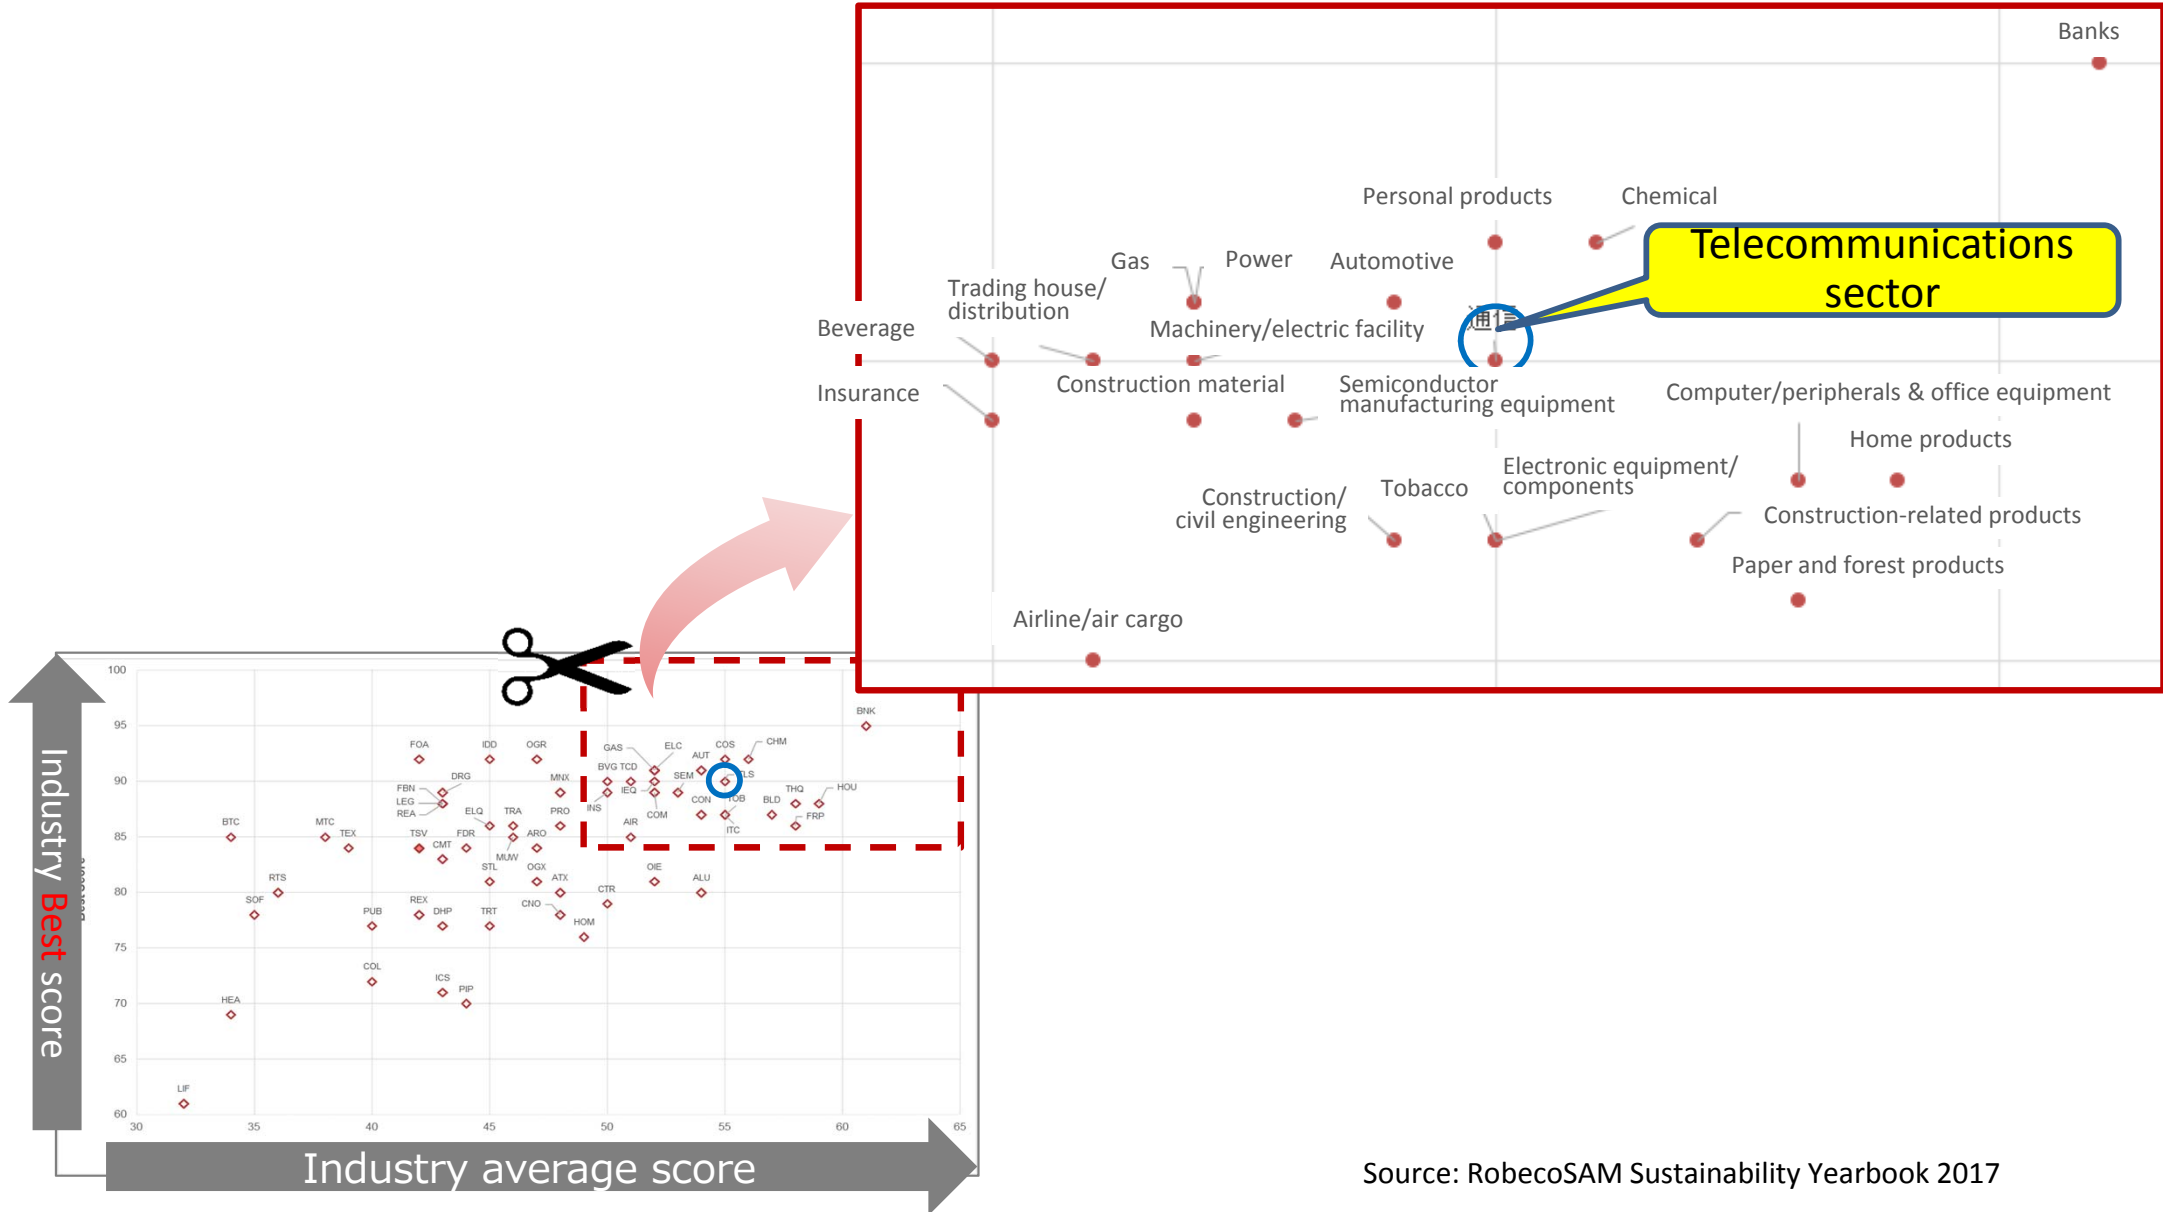 Banks
Personal products
Chemical
Telecommunications
sector
Gas
Power
Automotive
Trading house/
distribution
通信
Beverage
Machinery/electric facility
Insurance
Construction material
Semiconductor
manufacturing equipment
Computer/peripherals & office equipment
Home products
Electronic equipment/
components
Construction/
civil engineering
Tobacco
Construction-related products
Paper and forest products
Airline/air cargo
100
95
90
85
80
75
70
65
60
BNK
FOA
IDD
OGR
GAS
ELC
AUT
COS
CHM
DRG
FBN
LEG
REA
MNX
BVG TCD
IEQ
SEM
INS
COM
CON
TOB
ITC
BLD
THQ
HOU
FRP
BTC
MTC
TEX
TSV
CMT
FDR
ELQ
TRA
MUW
ARO
PRO
AIR
STL
OGX
ATX
CTR
OIE
ALU
RTS
SOF
PUB
REX
DHP
TRT
CNO
HOM
COL
ICS
PIP
HEA
LIF
30
35
40
45
50
55
60
65
Industry Best score
Industry average score
Source: RobecoSAM Sustainability Yearbook 2017